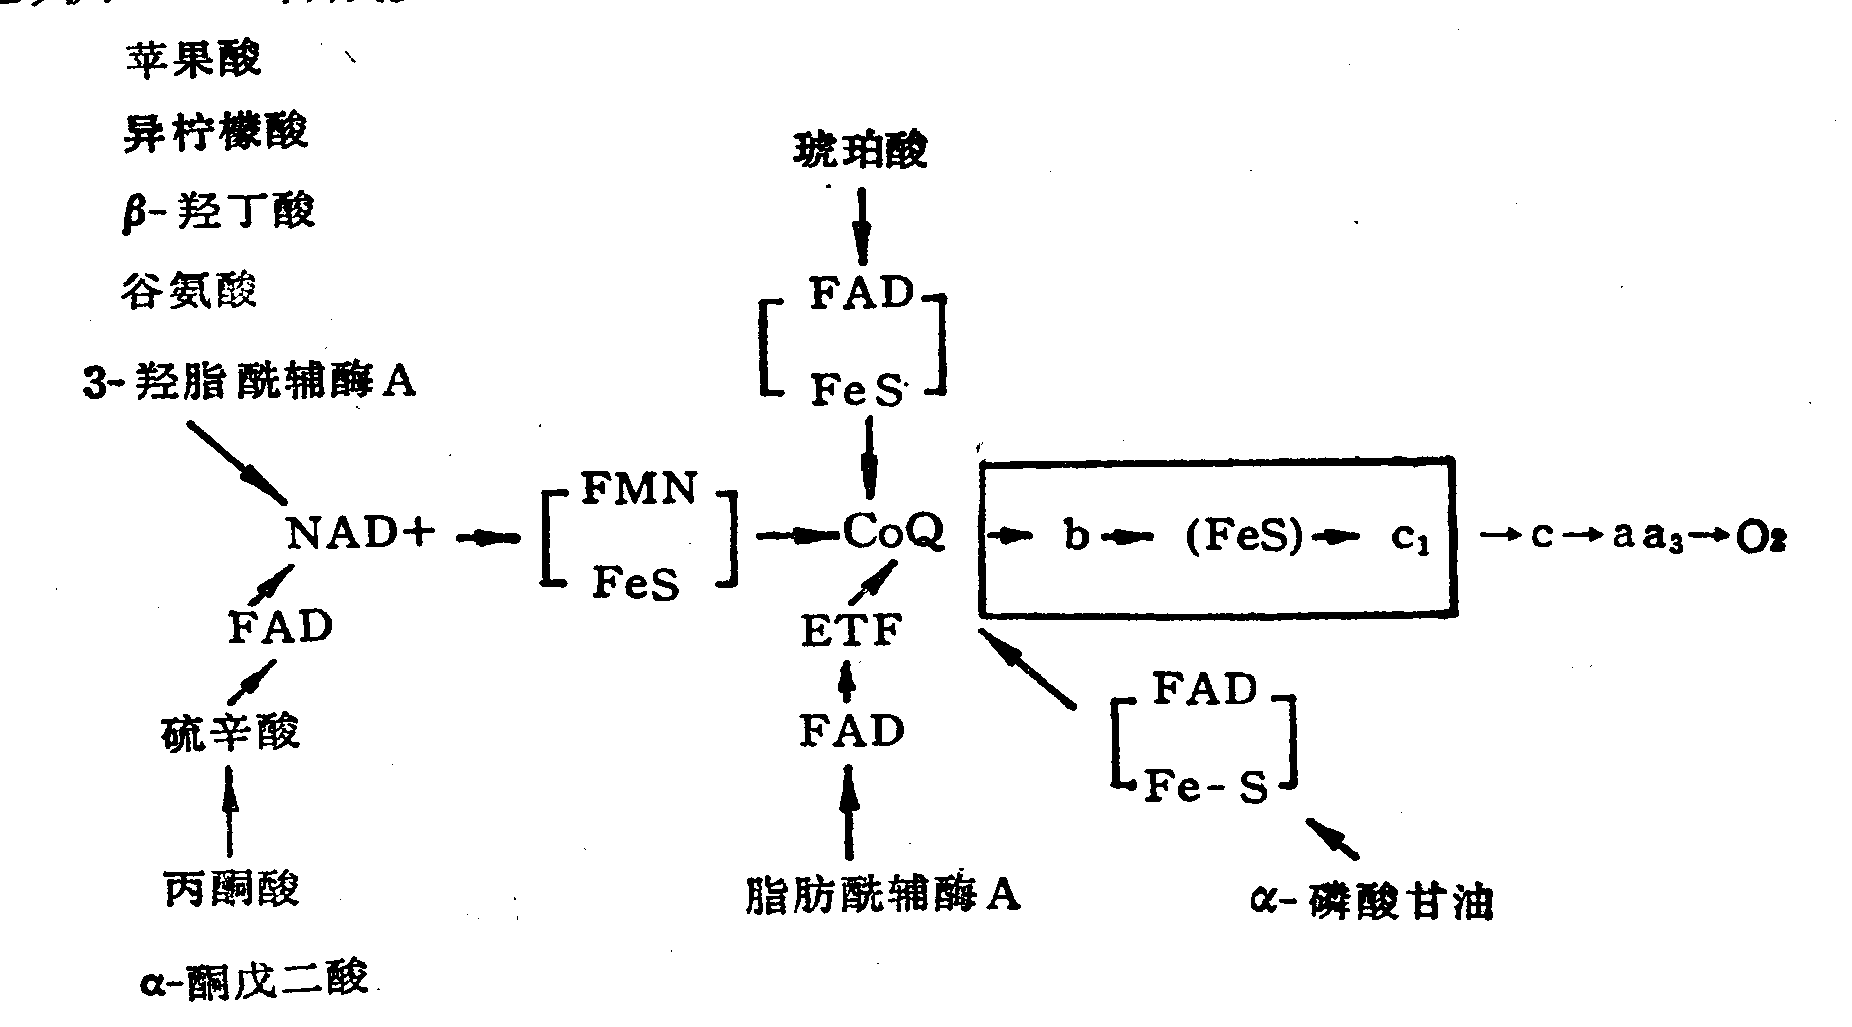 苹果酸
异柠檬酸
β-羟丁酸
谷氨酸
3-羟脂酰辅酶A
琥珀酸
FAD
FeS
FMN
FeS
NAD+
CoQ
b
(FeS)
c₁
c
a a₃
O₂
FAD
硫辛酸
丙酮酸
α-酮戊二酸
ETF
FAD
脂肪酰辅酶A
FAD
Fe-S
α-磷酸甘油